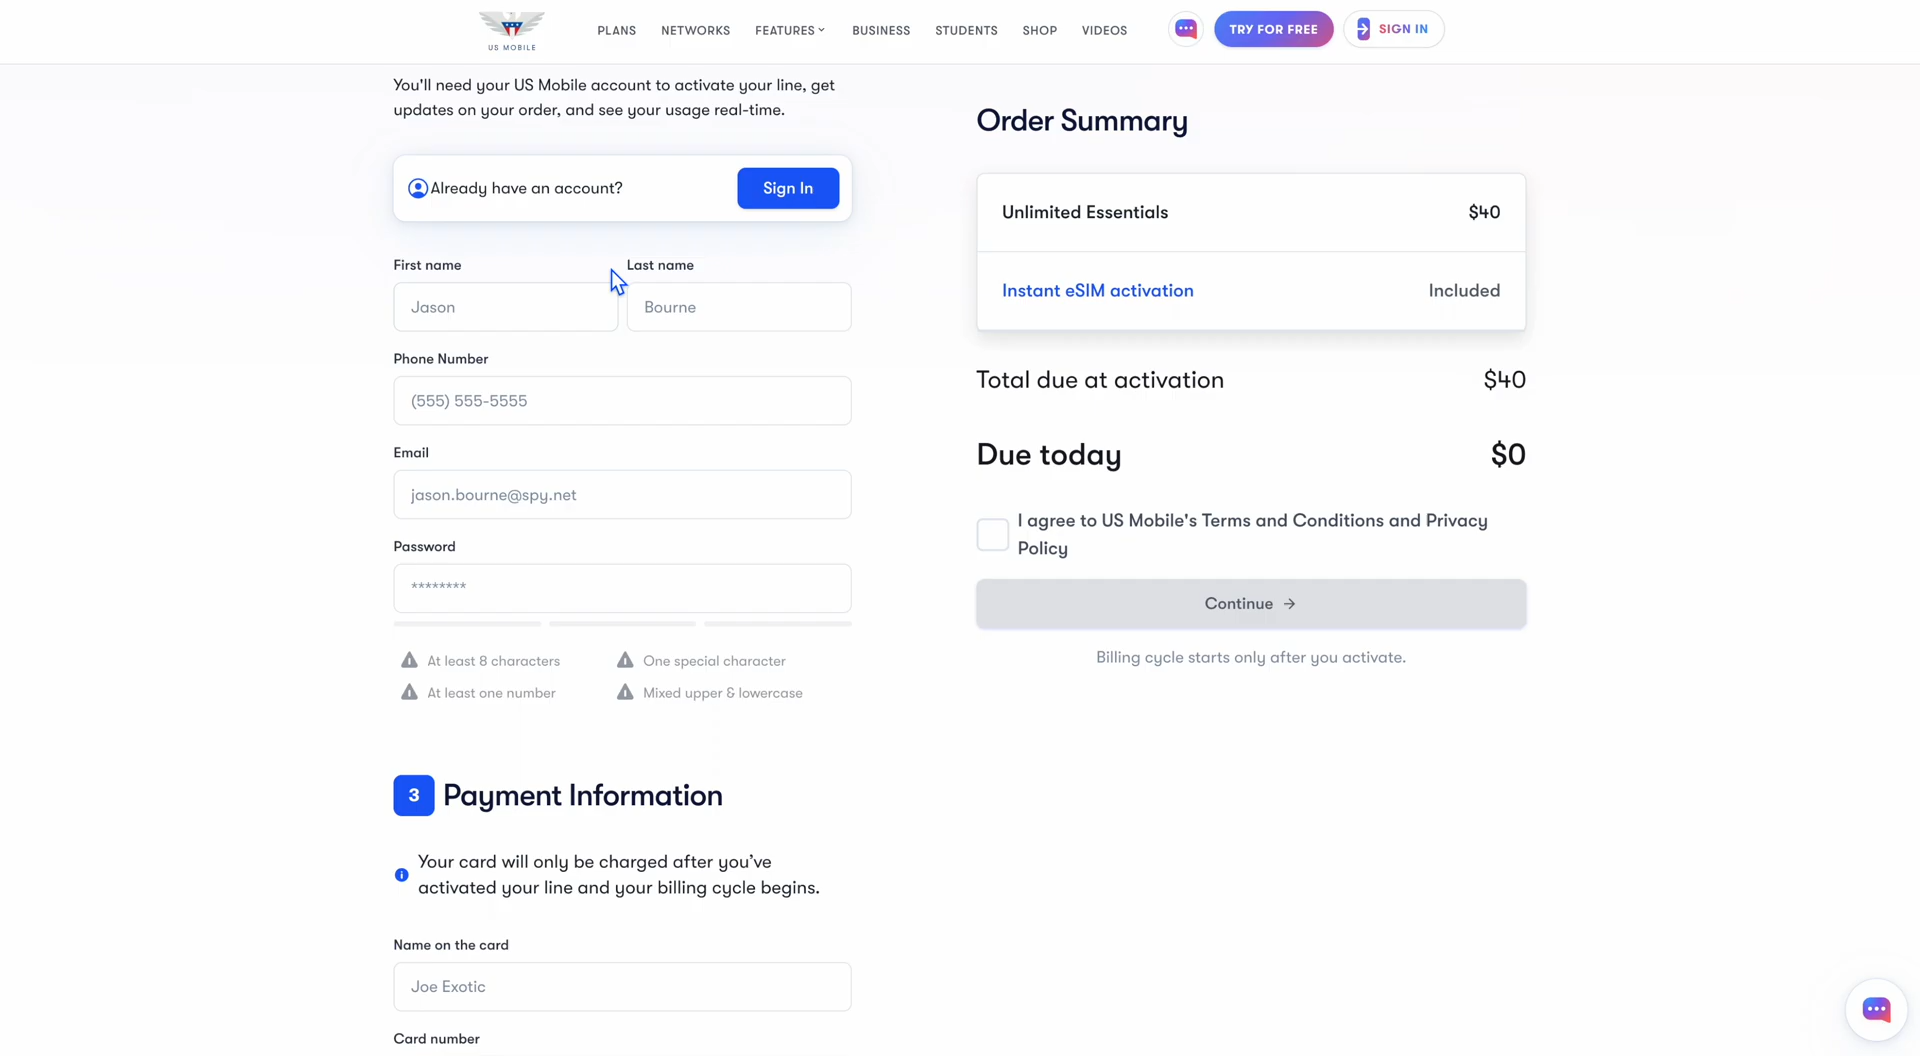 US MOBILE
PLANS
NETWORKS
FEATURES
BUSINESS
STUDENTS
SHOP
VIDEOS
TRY FOR FREE
SIGN IN
You'll need your US Mobile account to activate your line, get
updates on your order, and see your usage real-time.
Already have an account?
Sign In
First name
Last name
Jason
Bourne
Phone Number
(555) 555-5555
Email
jason.bourne@spy.net
Password
********
At least 8 characters
One special character
At least one number
Mixed upper & lowercase
3 Payment Information
Your card will only be charged after you’ve
activated your line and your billing cycle begins.
Name on the card
Joe Exotic
Card number
Order Summary
Unlimited Essentials $40
Instant eSIM activation Included
Total due at activation $40
Due today $0
I agree to US Mobile's Terms and Conditions and Privacy
Policy
Continue →
Billing cycle starts only after you activate.